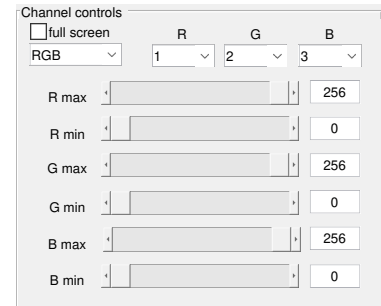 Channel controls
full screen R G B
RGB 1 2 3
R max 256
R min 0
G max 256
G min 0
B max 256
B min 0